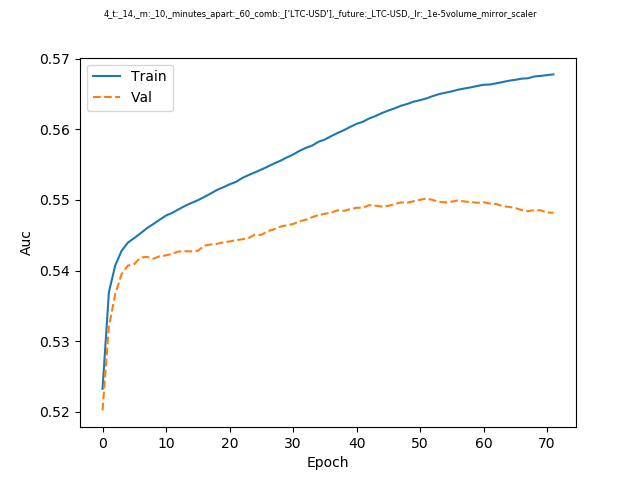 4_t:_14,_m:_10,_minutes_apart:_60_comb:_['LTC-USD'],_future:_LTC-USD,_lr:_1e-5volume_mirror_scaler
0.57
Train
Val
0.56
0.55
Auc
0.54
0.53
0.52
0 10 20 30 40 50 60 70
Epoch